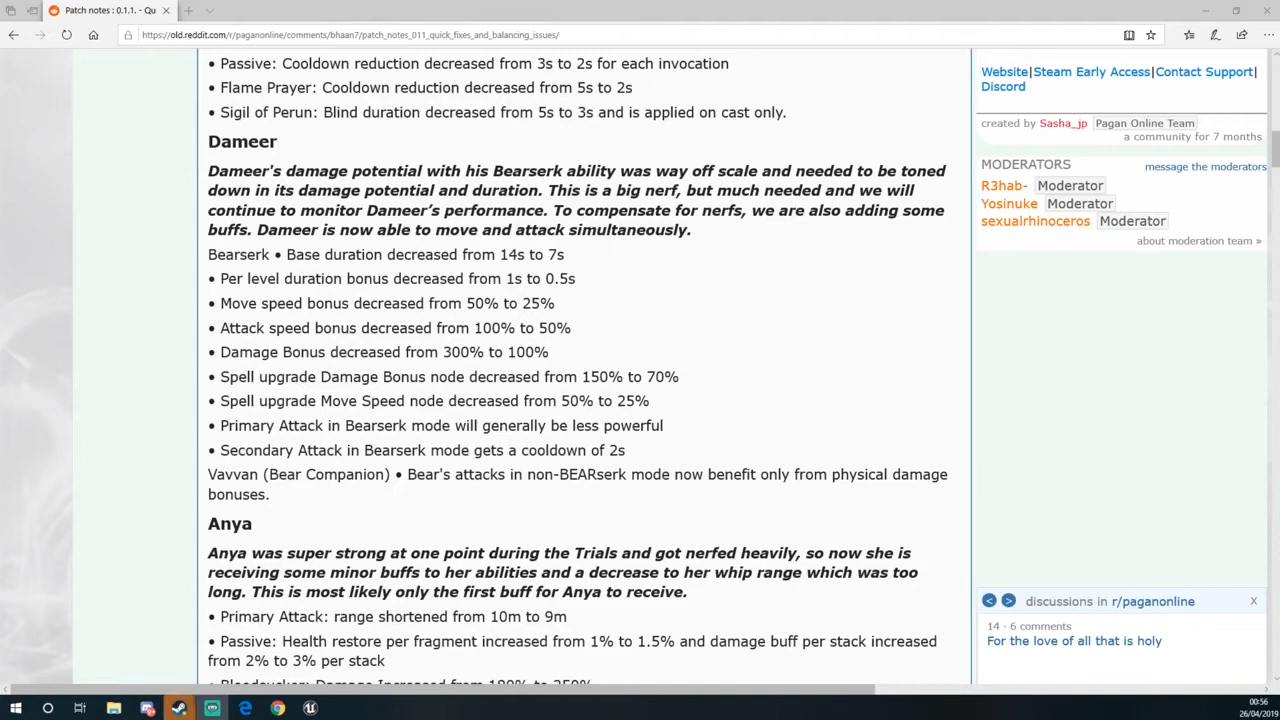 Patch notes : 0.1.1. - Qu
https://old.reddit.com/r/paganonline/comments/bhaan7/patch_notes_011_quick_fixes_and_balancing_issues/
• Passive: Cooldown reduction decreased from 3s to 2s for each invocation
• Flame Prayer: Cooldown reduction decreased from 5s to 2s
• Sigil of Perun: Blind duration decreased from 5s to 3s and is applied on cast only.
Dameer
Dameer's damage potential with his Bearserk ability was way off scale and needed to be toned
down in its damage potential and duration. This is a big nerf, but much needed and we will
continue to monitor Dameer’s performance. To compensate for nerfs, we are also adding some
buffs. Dameer is now able to move and attack simultaneously.
Bearserk • Base duration decreased from 14s to 7s
• Per level duration bonus decreased from 1s to 0.5s
• Move speed bonus decreased from 50% to 25%
• Attack speed bonus decreased from 100% to 50%
• Damage Bonus decreased from 300% to 100%
• Spell upgrade Damage Bonus node decreased from 150% to 70%
• Spell upgrade Move Speed node decreased from 50% to 25%
• Primary Attack in Bearserk mode will generally be less powerful
• Secondary Attack in Bearserk mode gets a cooldown of 2s
Vavvan (Bear Companion) • Bear's attacks in non-BEARserk mode now benefit only from physical damage
bonuses.
Anya
Anya was super strong at one point during the Trials and got nerfed heavily, so now she is
receiving some minor buffs to her abilities and a decrease to her whip range which was too
long. This is most likely only the first buff for Anya to receive.
• Primary Attack: range shortened from 10m to 9m
• Passive: Health restore per fragment increased from 1% to 1.5% and damage buff per stack increased
from 2% to 3% per stack
• Bloodsucker: Damage Increased from 180% to 250%
Website|Steam Early Access|Contact Support|
Discord
created by Sasha_jp Pagan Online Team
a community for 7 months
MODERATORS
message the moderators
R3hab- Moderator
Yosinuke Moderator
sexualrhinoceros Moderator
about moderation team »
< > discussions in r/paganonline X
14 · 6 comments
For the love of all that is holy
00:56
26/04/2019